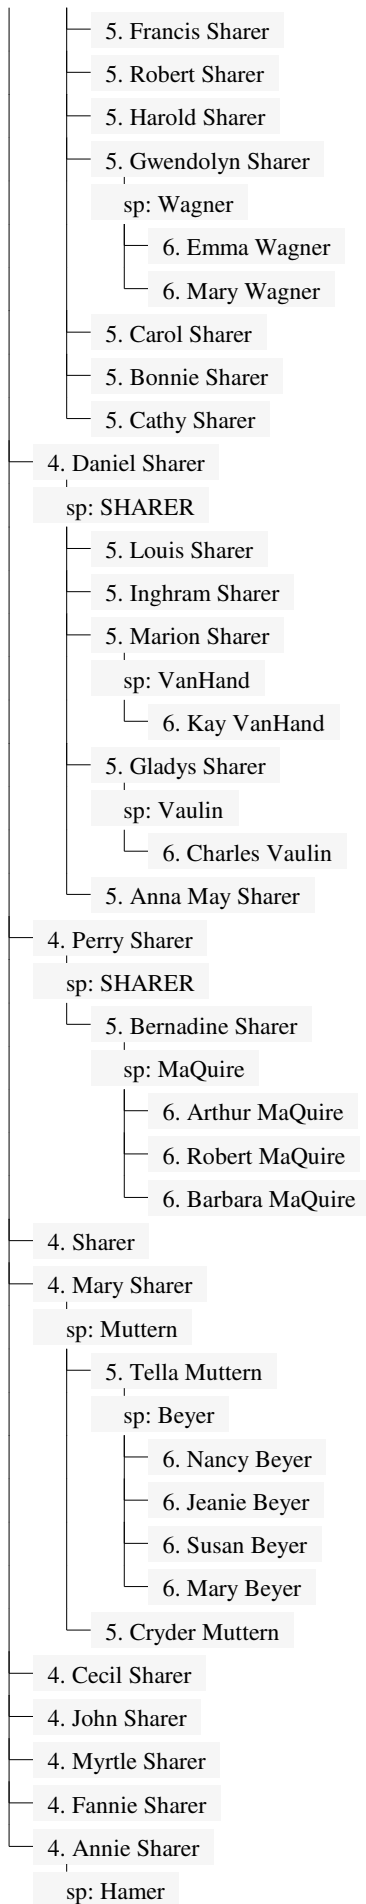 5. Francis Sharer
5. Robert Sharer
5. Harold Sharer
5. Gwendolyn Sharer
sp: Wagner
6. Emma Wagner
6. Mary Wagner
5. Carol Sharer
5. Bonnie Sharer
5. Cathy Sharer
4. Daniel Sharer
sp: SHARER
5. Louis Sharer
5. Inghram Sharer
5. Marion Sharer
sp: VanHand
6. Kay VanHand
5. Gladys Sharer
sp: Vaulin
6. Charles Vaulin
5. Anna May Sharer
4. Perry Sharer
sp: SHARER
5. Bernadine Sharer
sp: MaQuire
6. Arthur MaQuire
6. Robert MaQuire
6. Barbara MaQuire
4. Sharer
4. Mary Sharer
sp: Muttern
5. Tella Muttern
sp: Beyer
6. Nancy Beyer
6. Jeanie Beyer
6. Susan Beyer
6. Mary Beyer
5. Cryder Muttern
4. Cecil Sharer
4. John Sharer
4. Myrtle Sharer
4. Fannie Sharer
4. Annie Sharer
sp: Hamer